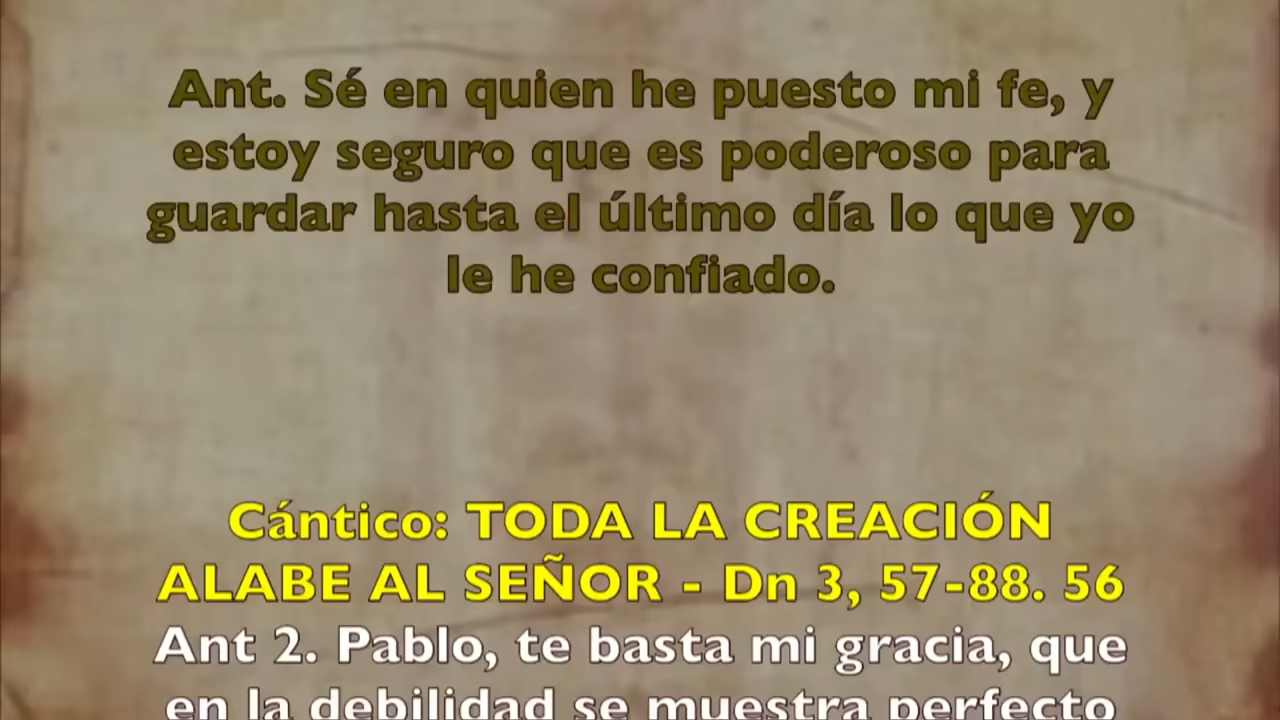 Ant. Sé en quien he puesto mi fe, y
estoy seguro que es poderoso para
guardar hasta el último día lo que yo
le he confiado.
Cántico: TODA LA CREACIÓN
ALABE AL SEÑOR - Dn 3, 57-88. 56
Ant 2. Pablo, te basta mi gracia, que
en la debilidad se muestra perfecto